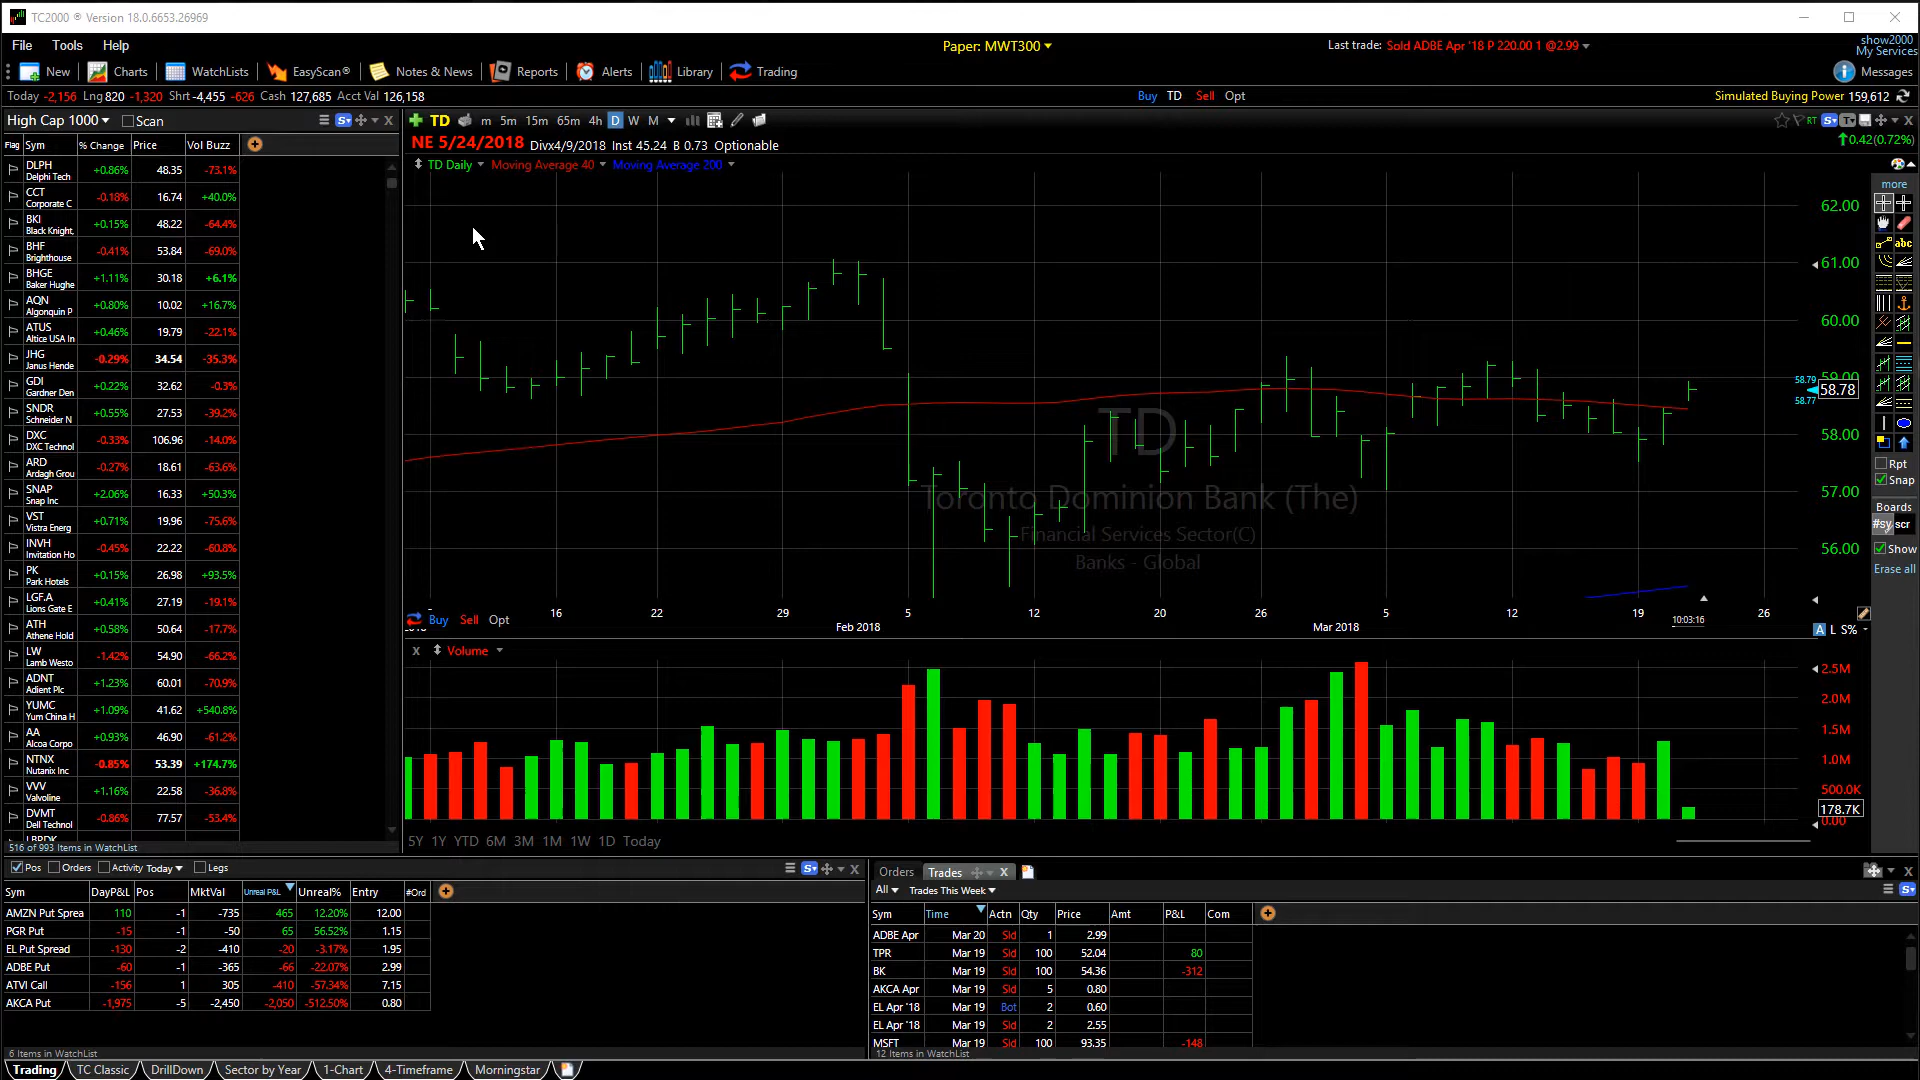 TC2000 ® Version 18.0.6653.26969
File Tools Help
Paper: MWT300
Last trade: Sold ADBE Apr '18 P 220.00 1 @2.99
show2000
My Services
New Charts WatchLists EasyScan® Notes & News Reports Alerts Library Trading
Messages
Today -2,156 Lng 820 -1,320 Shrt -4,455 -626 Cash 127,685 Acct Val 126,158
Buy TD Sell Opt
Simulated Buying Power 159,612
High Cap 1000 Scan
Flag Sym % Change Price Vol Buzz
DLPH +0.86% 48.35 -73.1%
Delphi Tech
CCT -0.18% 16.74 +40.0%
Corporate C
BKI +0.15% 48.22 -64.4%
Black Knight,
BHF -0.41% 53.84 -69.0%
Brighthouse
BHGE +1.11% 30.18 +6.1%
Baker Hughe
AQN +0.80% 10.02 +16.7%
Algonquin P
ATUS +0.46% 19.79 -22.1%
Altice USA In
JHG -0.29% 34.54 -35.3%
Janus Hende
GDI +0.22% 32.62 -0.3%
Gardner Den
SNDR +0.55% 27.53 -39.2%
Schneider N
DXC -0.33% 106.96 -14.0%
DXC Technol
ARD -0.27% 18.61 -63.6%
Ardagh Grou
SNAP +2.06% 16.33 +50.3%
Snap Inc
VST +0.71% 19.96 -75.6%
Vistra Energ
INVH -0.45% 22.22 -60.8%
Invitation Ho
PK +0.15% 26.98 +93.5%
Park Hotels
LGF.A +0.41% 27.19 -19.1%
Lions Gate E
ATH +0.58% 50.64 -17.7%
Athene Hold
LW -1.42% 54.90 -66.2%
Lamb Westo
ADNT +1.23% 60.01 -70.9%
Adient Plc
YUMC +1.09% 41.62 +540.8%
Yum China H
AA +0.93% 46.90 -61.2%
Alcoa Corpo
NTNX -0.85% 53.39 +174.7%
Nutanix Inc
VVV +1.16% 22.58 -36.8%
Valvoline
DVMT -0.86% 77.57 -53.4%
Dell Technol
516 of 993 Items in WatchList
TD m 5m 15m 65m 4h D W M
RT
NE 5/24/2018 Divx4/9/2018 Inst 45.24 B 0.73 Optionable
0.42(0.72%)
TD Daily Moving Average 40 Moving Average 200
62.00
61.00
60.00
59.00
58.79
58.78
58.77
58.00
57.00
56.00
TD
Toronto Dominion Bank (The)
Financial Services Sector(C)
Banks - Global
16 22 29 5 12 20 26 5 12 19 26
Buy Sell Opt
Feb 2018 Mar 2018 10:03:16
A L S%
X Volume
2.5M
2.0M
1.5M
1.0M
500.0K
178.7K
0.00
5Y 1Y YTD 6M 3M 1M 1W 1D Today
more
abc
Rpt
Snap
Boards
#sy scr
Show
Erase all
Pos Orders Activity Today Legs
Sym DayP&L Pos MktVal Unreal P&L Unreal% Entry #Ord
AMZN Put Sprea 110 -1 -735 465 12.20% 12.00
PGR Put -15 -1 -50 65 56.52% 1.15
EL Put Spread -130 -2 -410 -20 -3.17% 1.95
ADBE Put -60 -1 -365 -66 -22.07% 2.99
ATVI Call -156 1 305 -410 -57.34% 7.15
AKCA Put -1,975 -5 -2,450 -2,050 -512.50% 0.80
6 Items in WatchList
Orders Trades
All Trades This Week
Sym Time Actn Qty Price Amt P&L Com
ADBE Apr Mar 20 Sld 1 2.99
TPR Mar 19 Sld 100 52.04 80
BK Mar 19 Sld 100 54.36 -312
AKCA Apr Mar 19 Sld 5 0.80
EL Apr '18 Mar 19 Bot 2 0.60
EL Apr '18 Mar 19 Sld 2 2.55
MSFT Mar 19 Sld 100 93.35 -148
12 Items in WatchList
Trading TC Classic DrillDown Sector by Year 1-Chart 4-Timeframe Morningstar